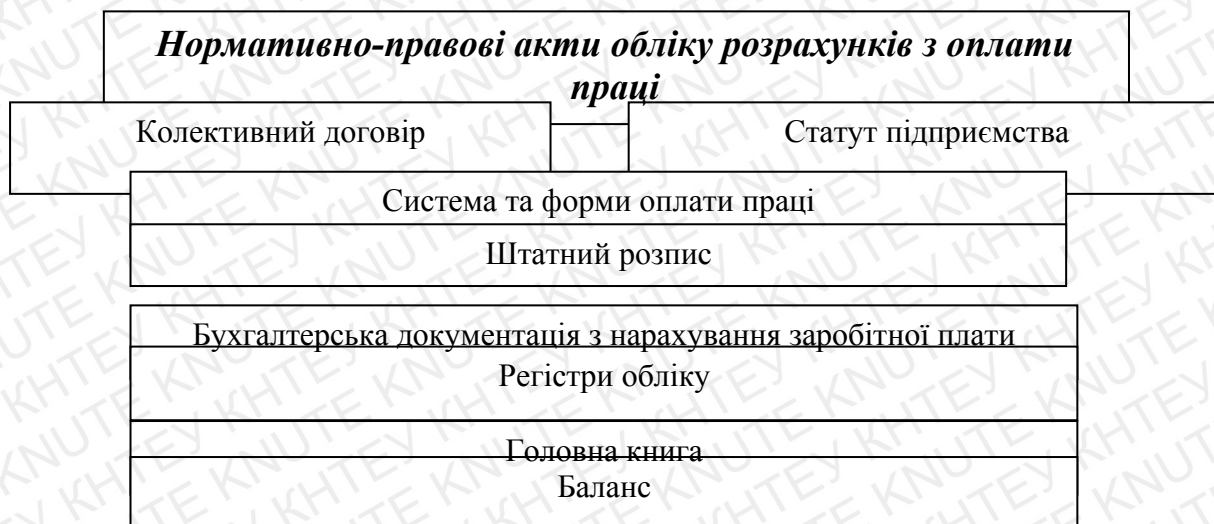 Нормативно-правові акти обліку розрахунків з оплати
праці
Колективний договір
Статут підприємства
Система та форми оплати праці
Штатний розпис
Бухгалтерська документація з нарахування заробітної плати
Регістри обліку
Головна книга
Баланс